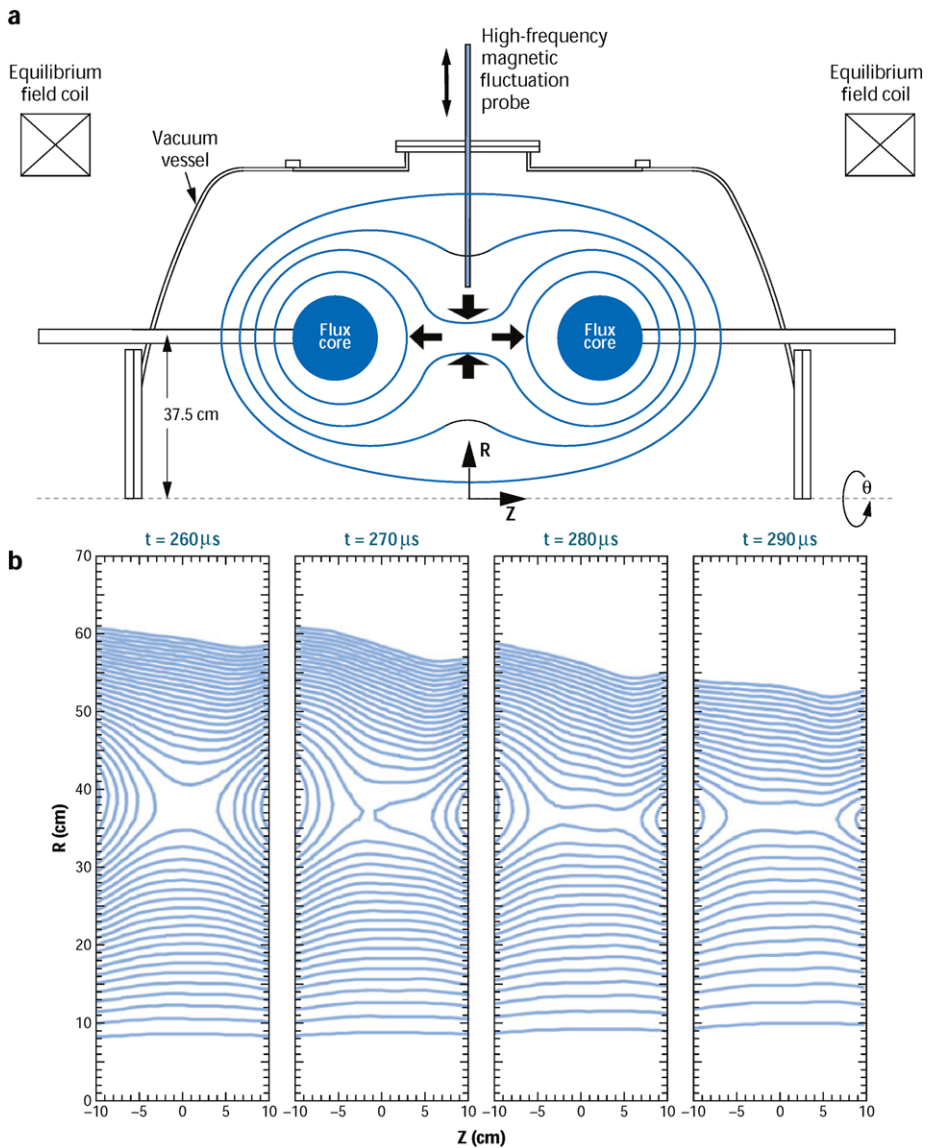 a
High-frequency
magnetic
fluctuation
probe
Equilibrium
field coil
Equilibrium
field coil
Vacuum
vessel
Flux
core
Flux
core
37.5 cm
R
Z
θ
b
t = 260 μs
t = 270 μs
t = 280 μs
t = 290 μs
70
60
50
40
30
20
10
0
R (cm)
–10 –5 0 5 10
–10 –5 0 5 10
–10 –5 0 5 10
–10 –5 0 5 10
Z (cm)